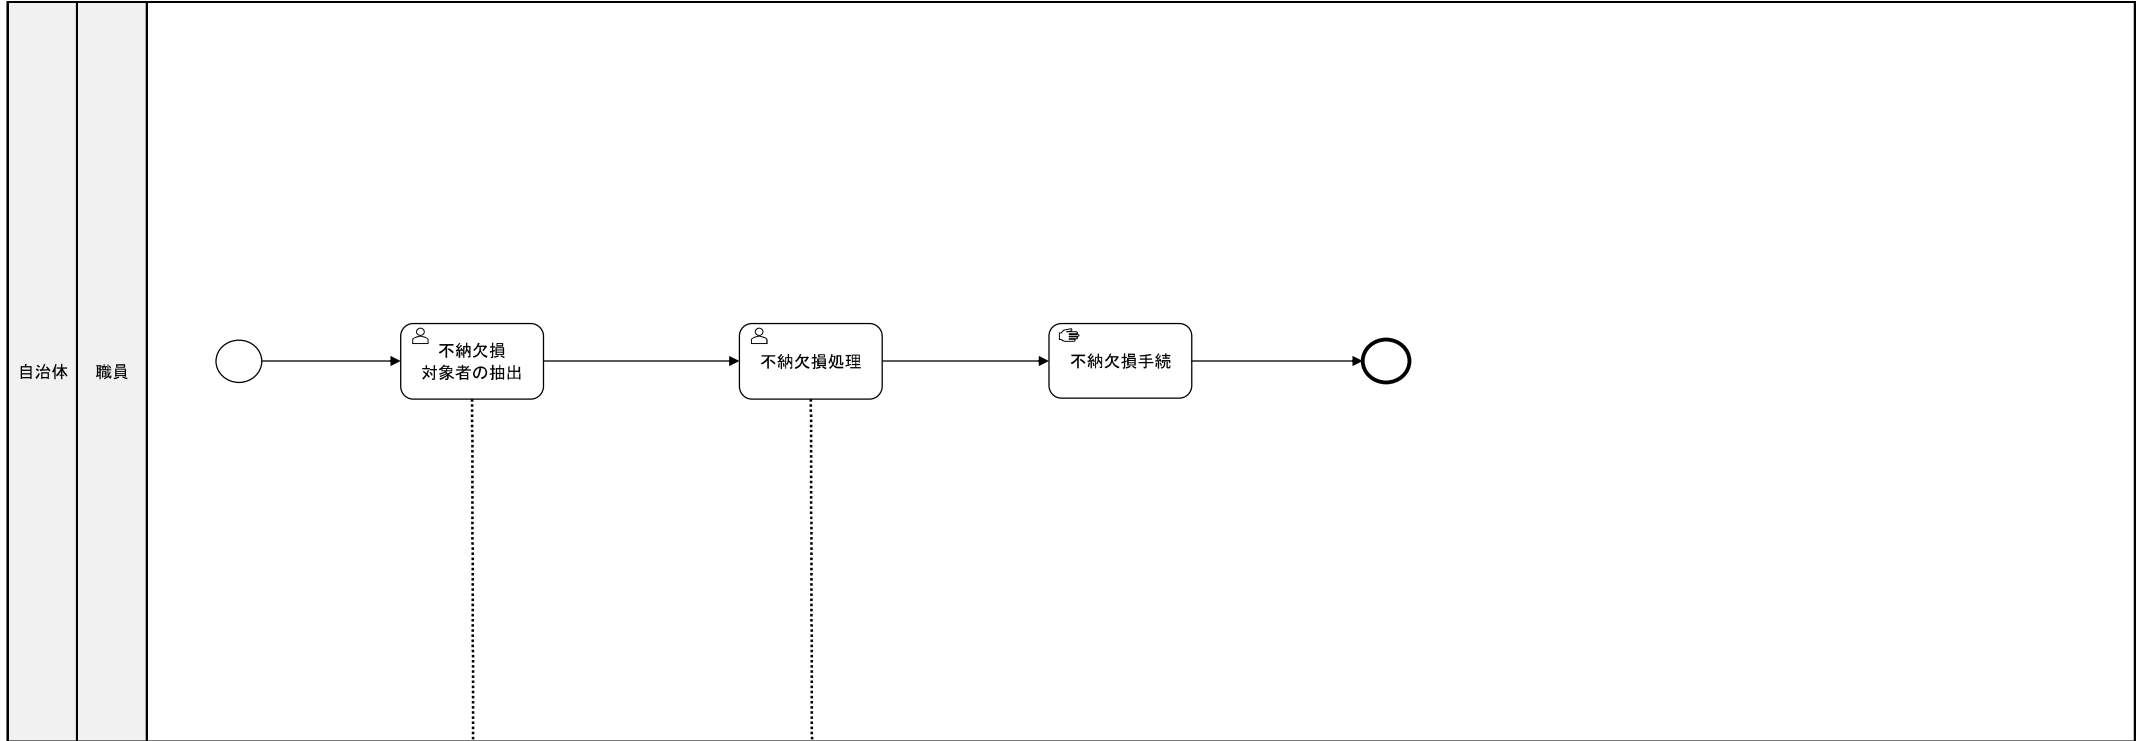 自治体
職員
不納欠損
対象者の抽出
不納欠損処理
不納欠損手続